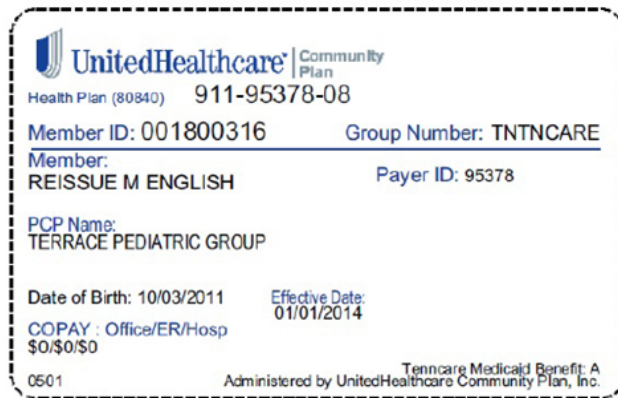 UnitedHealthcare® | Community Plan
Health Plan (80840) 911-95378-08
Member ID: 001800316 Group Number: TNTNCARE
Member:
REISSUE M ENGLISH
Payer ID: 95378
PCP Name:
TERRACE PEDIATRIC GROUP
Date of Birth: 10/03/2011
Effective Date:
01/01/2014
COPAY : Office/ER/Hosp
$0/$0/$0
Tenncare Medicaid Benefit: A
0501 Administered by UnitedHealthcare Community Plan, Inc.